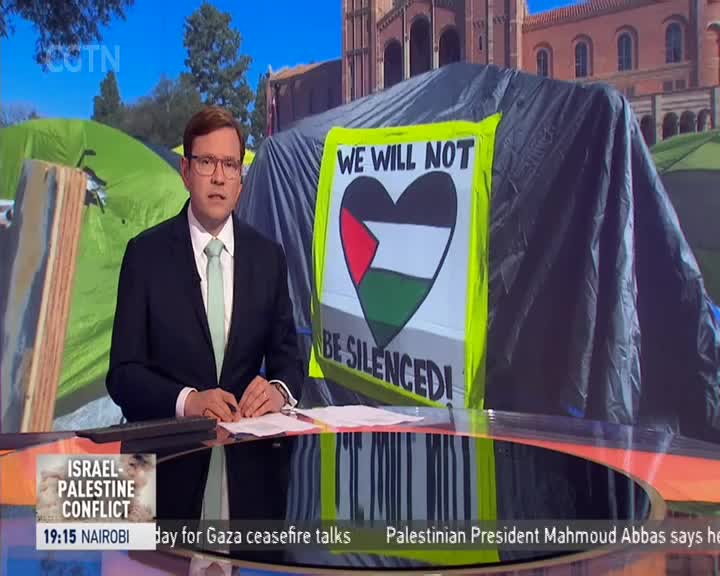 CGTN
WE WILL NOT
BE SILENCED!
ISRAEL-
PALESTINE
CONFLICT
19:15 NAIROBI
day for Gaza ceasefire talks Palestinian President Mahmoud Abbas says he